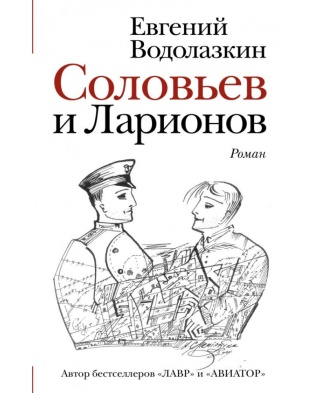 Евгений
Водолазкин
Соловьев
и Ларионов
Роман
Автор бестселлеров «ЛАВР» и «АВИАТОР»